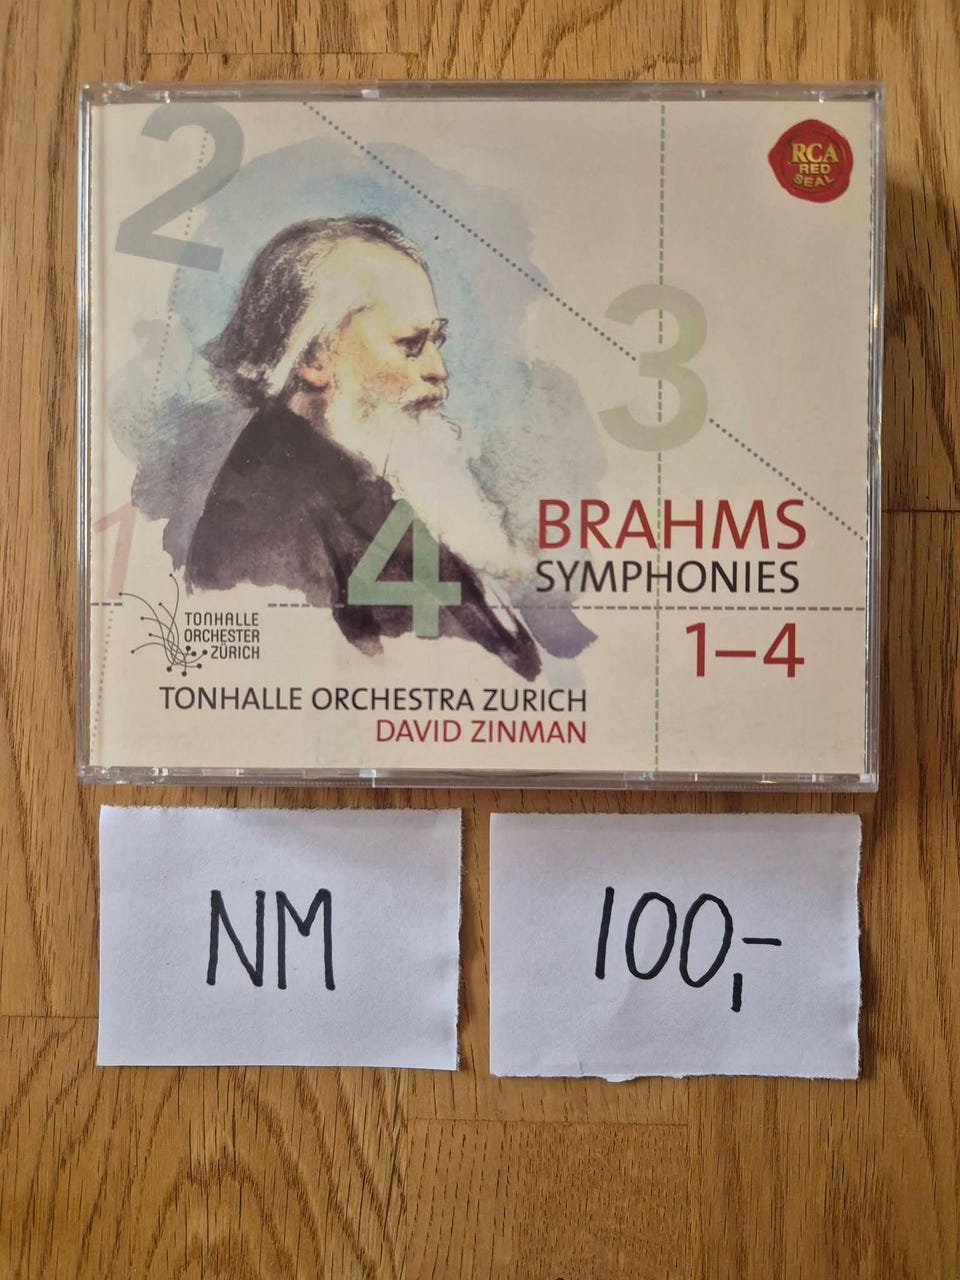 2
RCA
RED
SEAL
3
1
4
BRAHMS
SYMPHONIES
1–4
TONHALLE
ORCHESTER
ZÜRICH
TONHALLE ORCHESTRA ZURICH
DAVID ZINMAN
NM
100,-